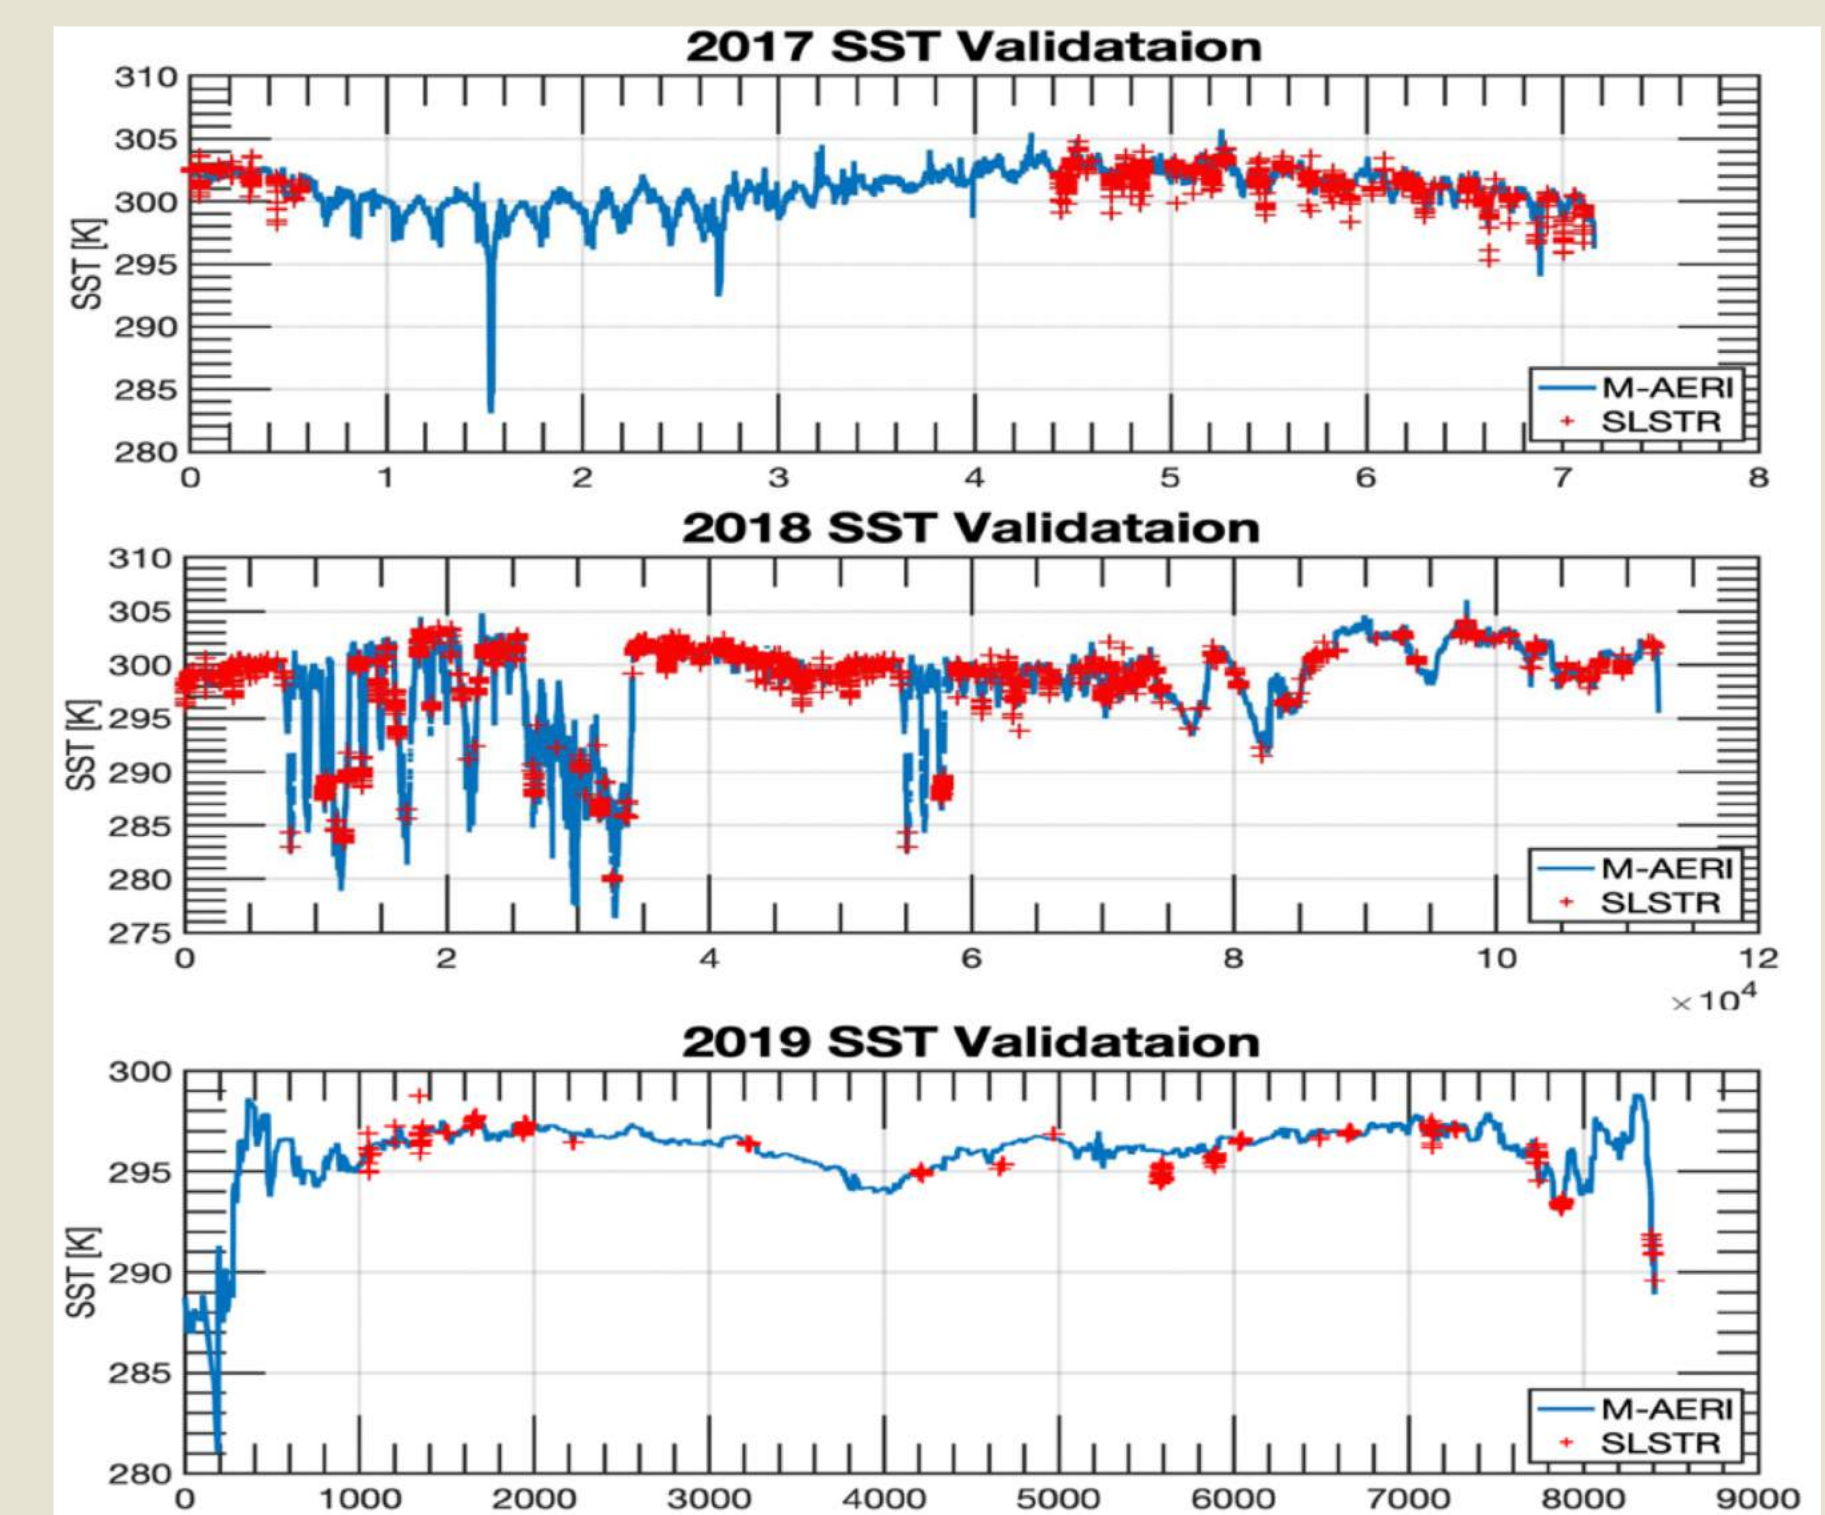 2017 SST Validataion
310
305
300
295
290
285
280
SST [K]
0 1 2 3 4 5 6 7 8
M-AERI
SLSTR
2018 SST Validataion
310
305
300
295
290
285
280
275
SST [K]
0 2 4 6 8 10 12
×10⁴
M-AERI
SLSTR
2019 SST Validataion
300
295
290
285
280
SST [K]
0 1000 2000 3000 4000 5000 6000 7000 8000 9000
M-AERI
SLSTR